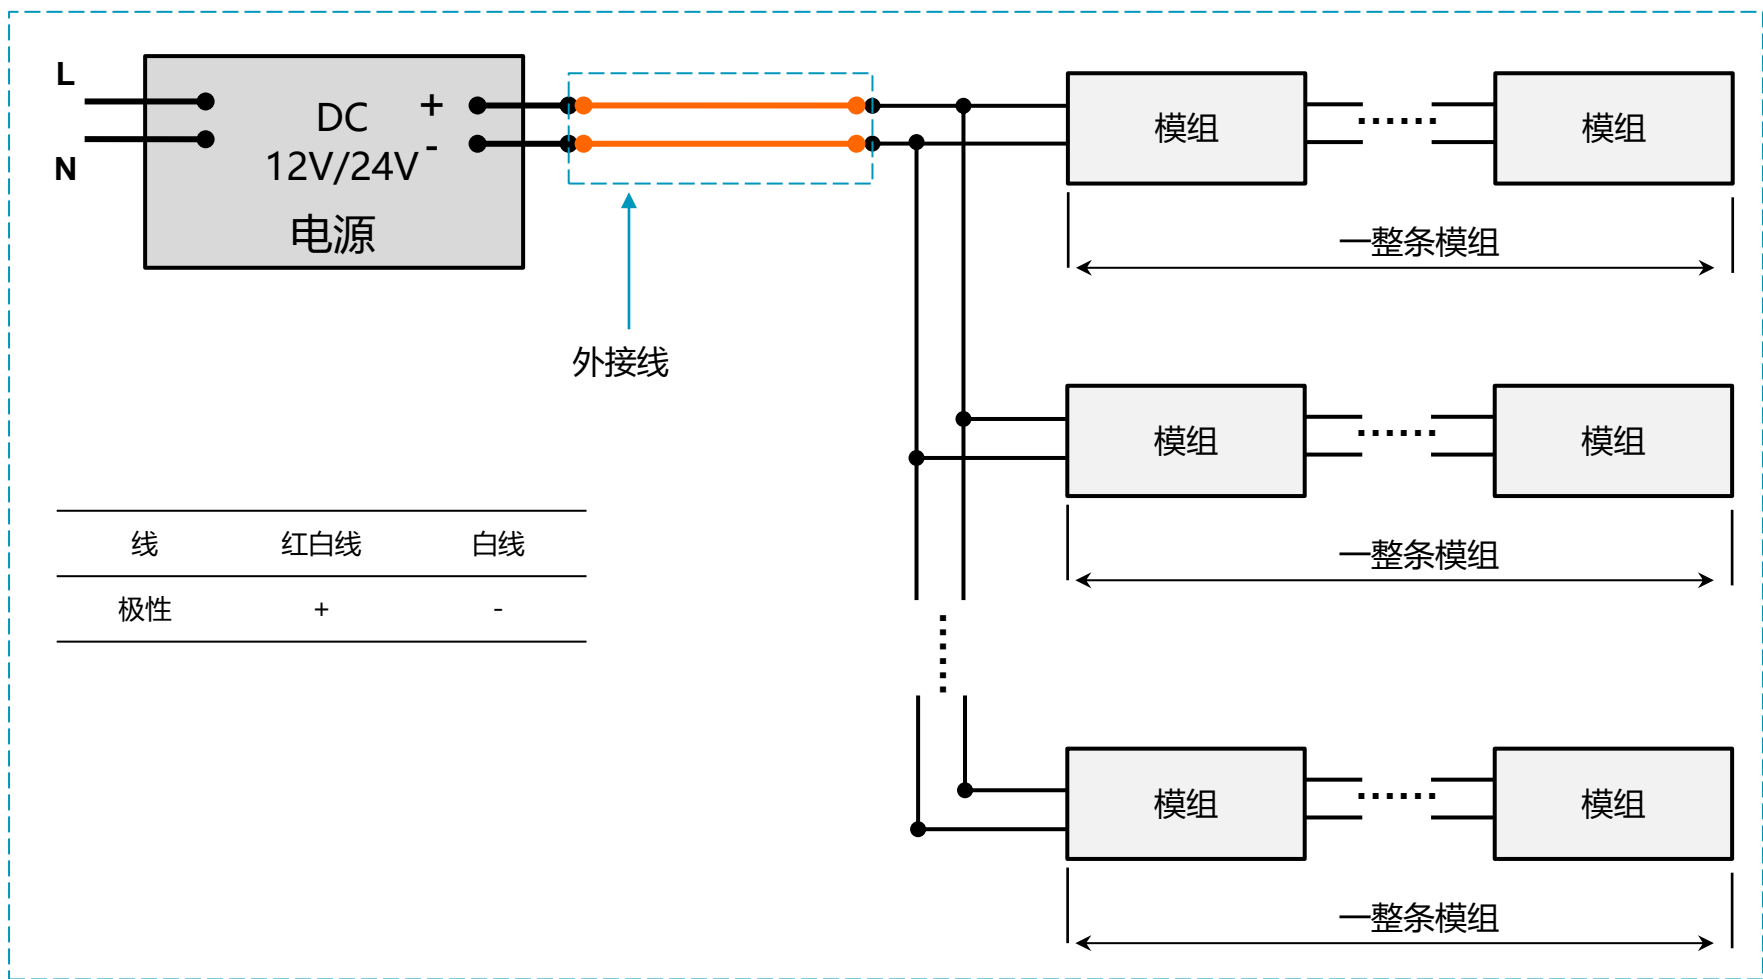 L
N
DC
12V/24V
电源
+
-
外接线
模组
模组
一整条模组
模组
模组
一整条模组
线 红白线 白线
极性 + -
模组
模组
一整条模组